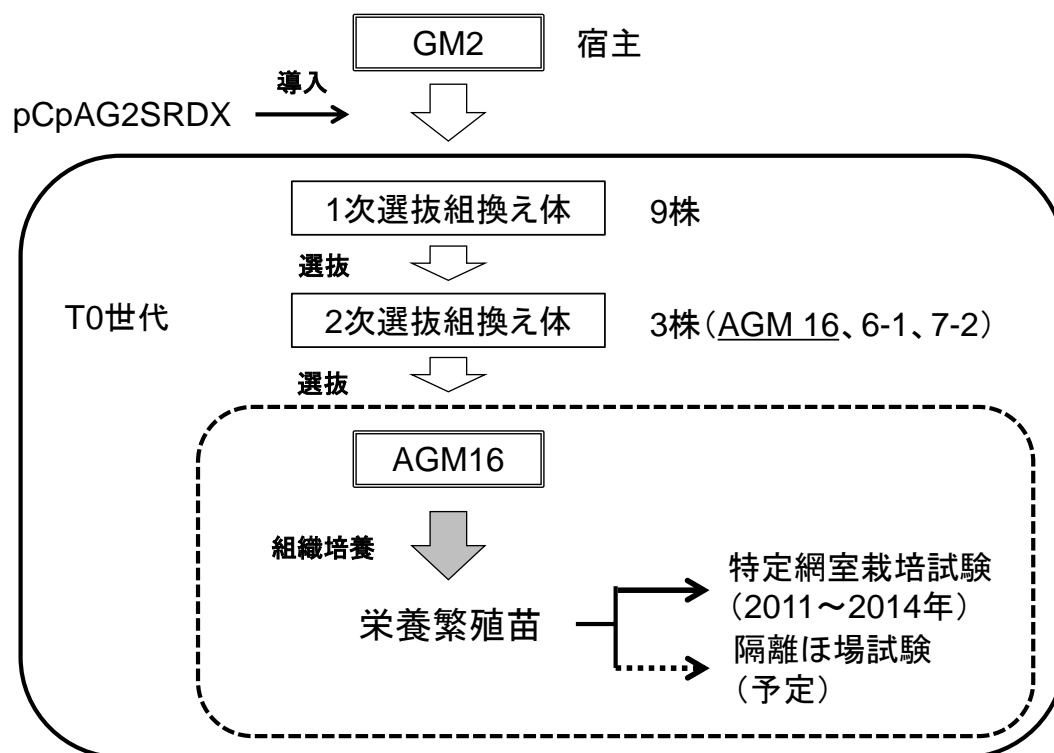 GM2 宿主
導入
pCpAG2SRDX
1次選抜組換え体 9株
選抜
T0世代 2次選抜組換え体 3株（AGM 16、6-1、7-2）
選抜
AGM16
組織培養
栄養繁殖苗
特定網室栽培試験
（2011～2014年）
隔離ほ場試験
（予定）